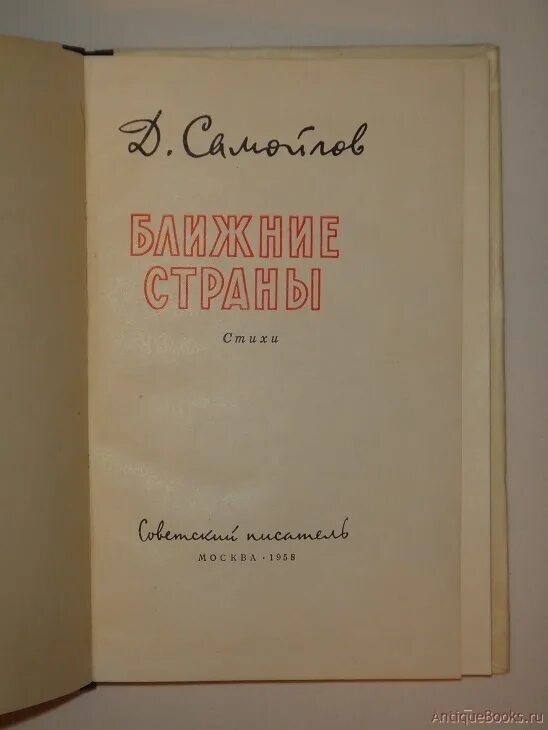 Д. Самойлов
БЛИЖНИЕ
СТРАНЫ
Стихи
Советский писатель
МОСКВА · 1958
AntiqueBooks.ru